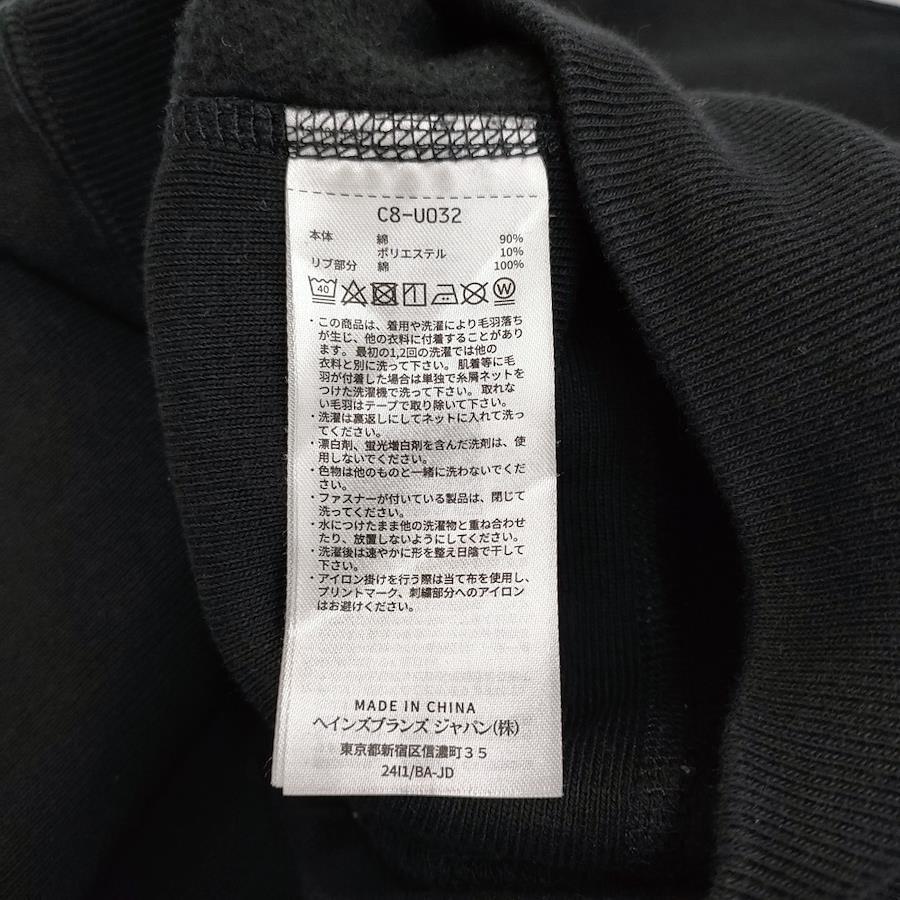 C8-U032
本体 綿 90%
ポリエステル 10%
リブ部分 綿 100%
40 W
・この商品は、着用や洗濯により毛羽落ち
が生じ、他の衣料に付着することがあり
ます。 最初の1,2回の洗濯では他の
衣料と別に洗って下さい。 肌着等に毛
羽が付着した場合は単独で糸屑ネットを
つけた洗濯機で洗って下さい。 取れな
い毛羽はテープで取り除いて下さい。
・洗濯は裏返しにしてネットに入れて洗っ
てください。
・漂白剤、蛍光増白剤を含んだ洗剤は、使
用しないでください。
・色物は他のものと一緒に洗わないでくだ
さい。
・ファスナーが付いている製品は、閉じて
洗ってください。
・水につけたまま他の洗濯物と重ね合わせ
たり、放置しないようにしてください。
・洗濯後は速やかに形を整え日陰で干して
下さい。
・アイロン掛けを行う際は当て布を使用し、
プリントマーク、刺繍部分へのアイロン
はお避けください。
MADE IN CHINA
ヘインズブランズ ジャパン(株)
東京都新宿区信濃町35
24I1/BA-JD